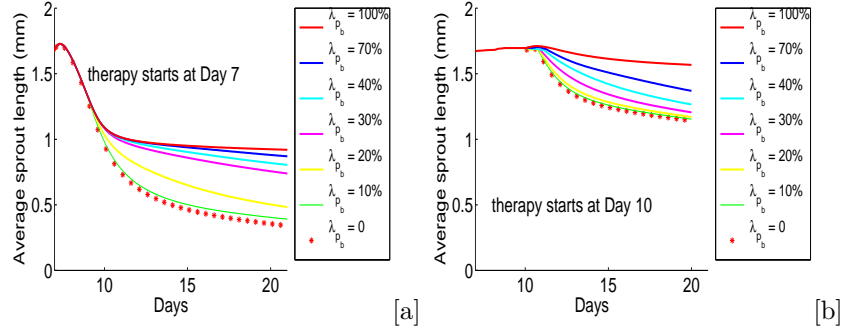 Average sprout length (mm)
2
1.5
1
0.5
0
10
15
20
Days
therapy starts at Day 7
λ_{p_b} = 100%
λ_{p_b} = 70%
λ_{p_b} = 40%
λ_{p_b} = 30%
λ_{p_b} = 20%
λ_{p_b} = 10%
λ_{p_b} = 0
[a]
Average sprout length (mm)
2
1.5
1
0.5
0
10
15
20
Days
therapy starts at Day 10
λ_{p_b} = 100%
λ_{p_b} = 70%
λ_{p_b} = 40%
λ_{p_b} = 30%
λ_{p_b} = 20%
λ_{p_b} = 10%
λ_{p_b} = 0
[b]